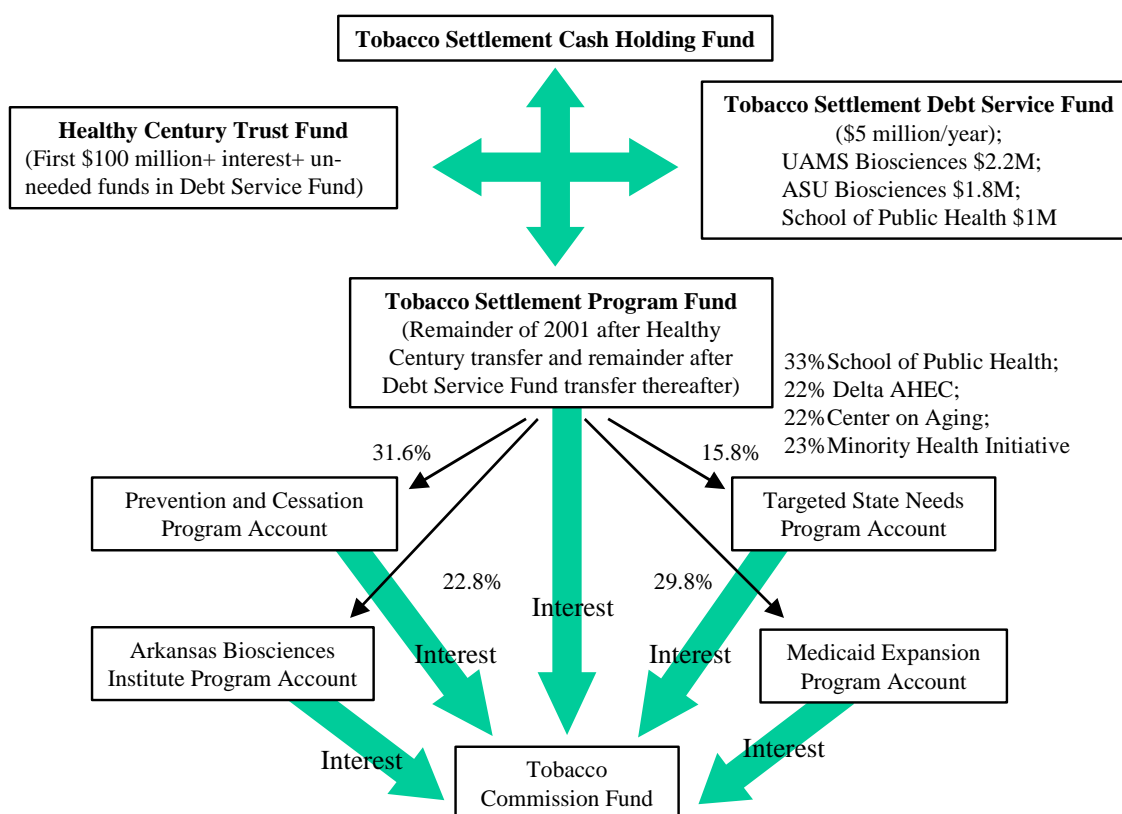 Tobacco Settlement Cash Holding Fund
Healthy Century Trust Fund
(First $100 million+ interest+ un-
needed funds in Debt Service Fund)
Tobacco Settlement Debt Service Fund
($5 million/year);
UAMS Biosciences $2.2M;
ASU Biosciences $1.8M;
School of Public Health $1M
Tobacco Settlement Program Fund
(Remainder of 2001 after Healthy
Century transfer and remainder after
Debt Service Fund transfer thereafter)
33% School of Public Health;
22% Delta AHEC;
22% Center on Aging;
23% Minority Health Initiative
31.6%
15.8%
Prevention and Cessation
Program Account
Targeted State Needs
Program Account
22.8%
29.8%
Interest
Arkansas Biosciences
Institute Program Account
Interest
Interest
Medicaid Expansion
Program Account
Interest
Interest
Tobacco
Commission Fund